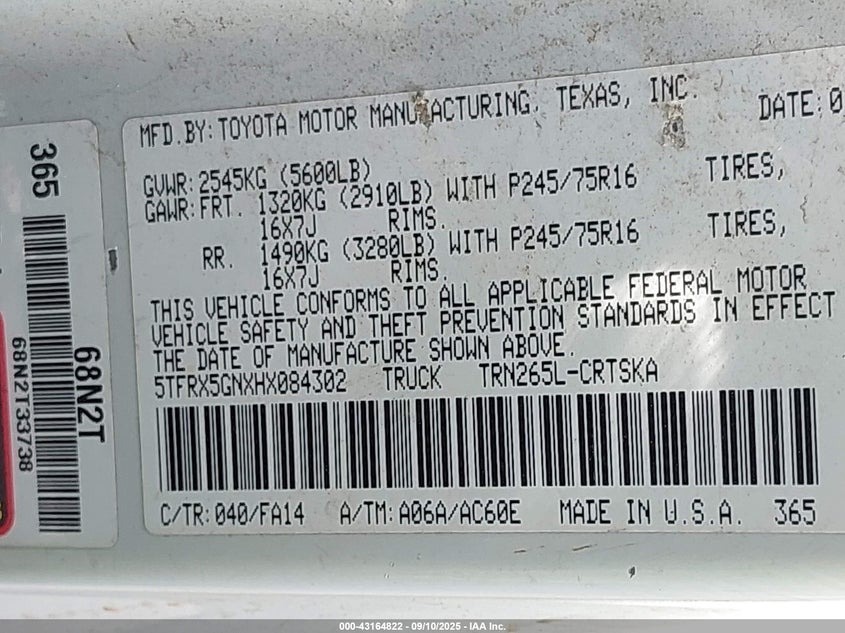 MFD.BY:TOYOTA MOTOR MANUFACTURING, TEXAS, INC. DATE:0
GVWR:2545KG (5600LB)
GAWR:FRT. 1320KG (2910LB) WITH P245/75R16 TIRES,
16X7J RIMS.
RR. 1490KG (3280LB) WITH P245/75R16 TIRES,
16X7J RIMS.
THIS VEHICLE CONFORMS TO ALL APPLICABLE FEDERAL MOTOR
VEHICLE SAFETY AND THEFT PREVENTION STANDARDS IN EFFECT
THE DATE OF MANUFACTURE SHOWN ABOVE.
5TFRX5GNXHX084302 TRUCK TRN265L-CRTSKA
C/TR:040/FA14 A/TM:A06A/AC60E MADE IN U.S.A. 365
365
68N2T
68N2T33738
000-43164822 - 09/10/2025 - IAA Inc.